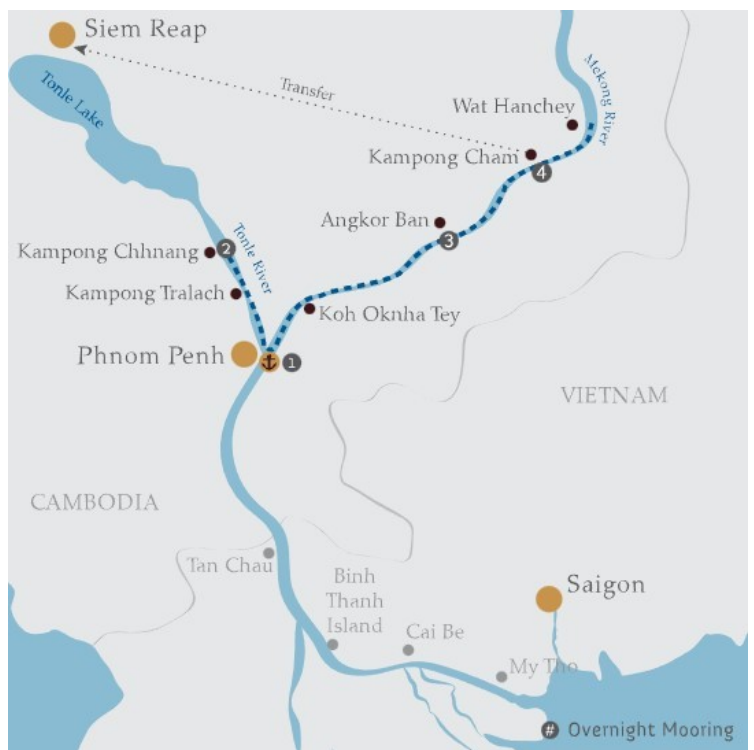 Siem Reap
Tonle Lake
Transfer
Mekong River
Wat Hanchey
Kampong Cham
4
Angkor Ban
3
Kampong Chhnang
2
Tonle River
Kampong Tralach
Koh Oknha Tey
Phnom Penh
1
VIETNAM
CAMBODIA
Tan Chau
Binh
Thanh
Island
Saigon
Cai Be
My Tho
# Overnight Mooring